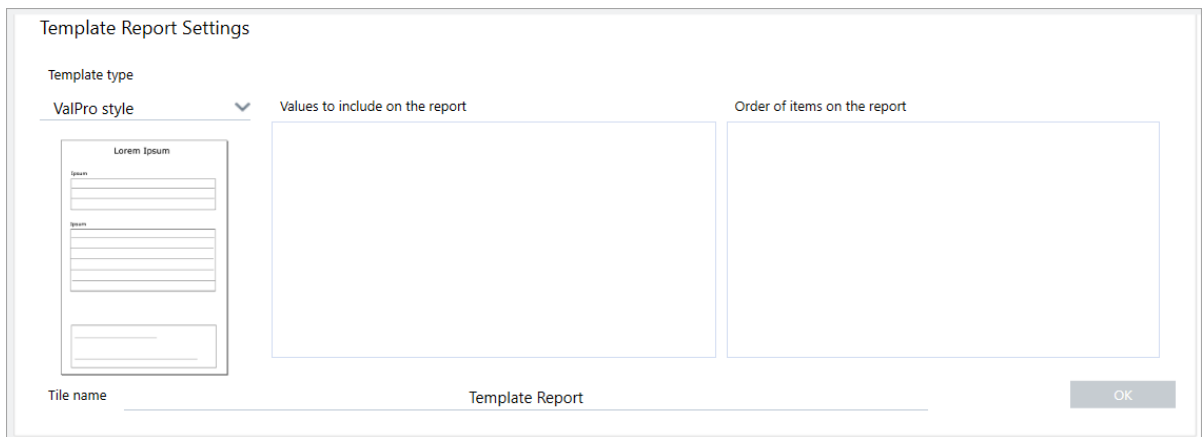 Template Report Settings
Template type
ValPro style
Values to include on the report
Order of items on the report
Lorem Ipsum
Ipsum
Ipsum
Tile name
Template Report
OK